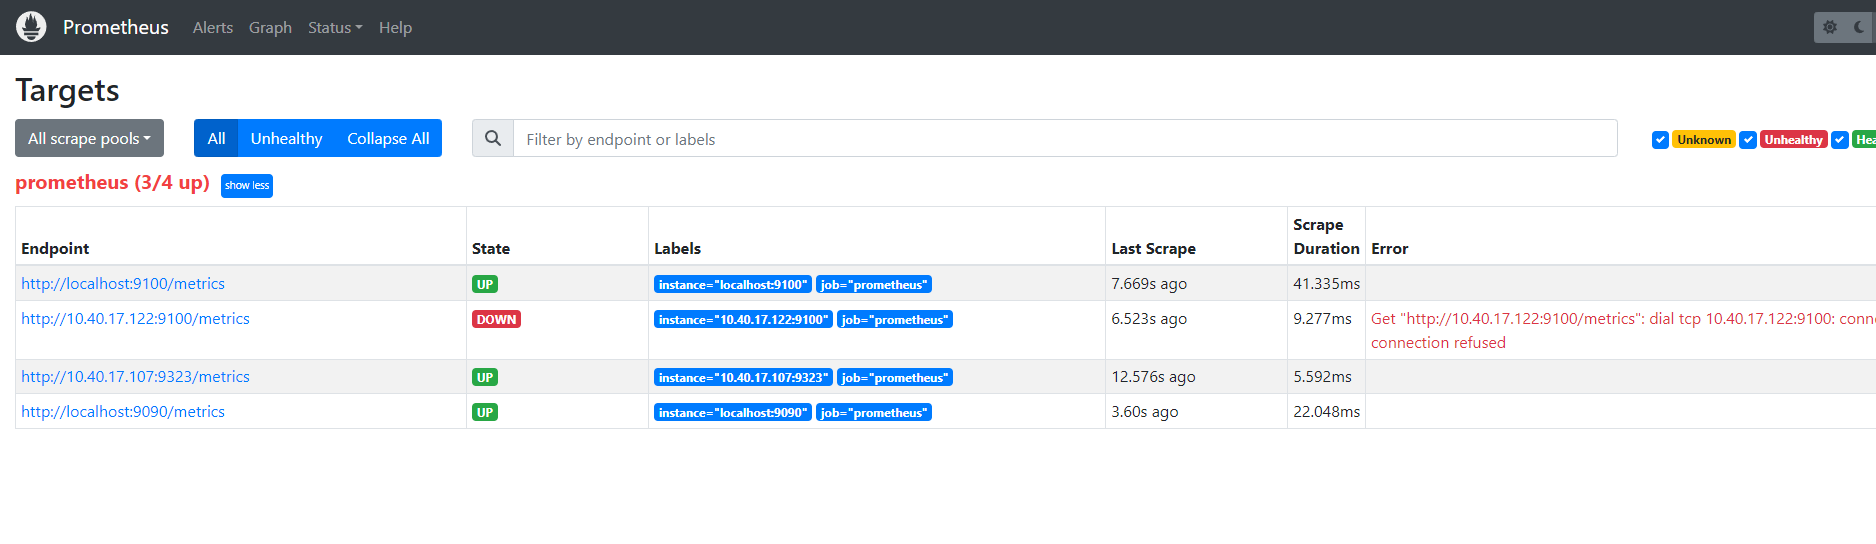 Prometheus Alerts Graph Status Help
Targets
All scrape pools All Unhealthy Collapse All Filter by endpoint or labels Unknown Unhealthy
prometheus (3/4 up) show less
Endpoint State Labels Last Scrape Scrape Duration Error
http://localhost:9100/metrics UP instance="localhost:9100" job="prometheus" 7.669s ago 41.335ms
http://10.40.17.122:9100/metrics DOWN instance="10.40.17.122:9100" job="prometheus" 6.523s ago 9.277ms Get "http://10.40.17.122:9100/metrics": dial tcp 10.40.17.122:9100:
connection refused
http://10.40.17.107:9323/metrics UP instance="10.40.17.107:9323" job="prometheus" 12.576s ago 5.592ms
http://localhost:9090/metrics UP instance="localhost:9090" job="prometheus" 3.60s ago 22.048ms